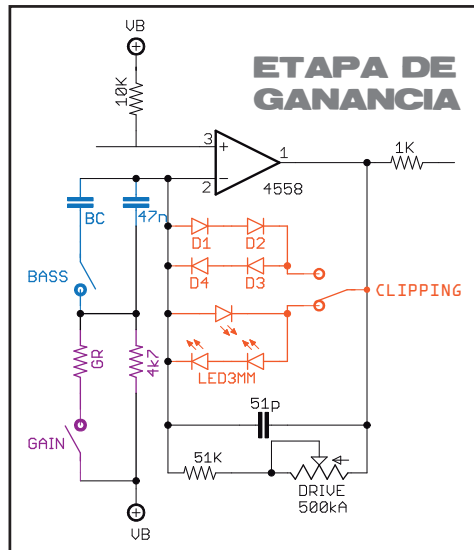 VB
ETAPA DE
GANANCIA
10K
3
+
1
1K
2
-
4558
BC
47n
D1
D2
BASS
D4
D3
CLIPPING
GR
4k7
LED3MM
51p
GAIN
51K
DRIVE
500kA
VB